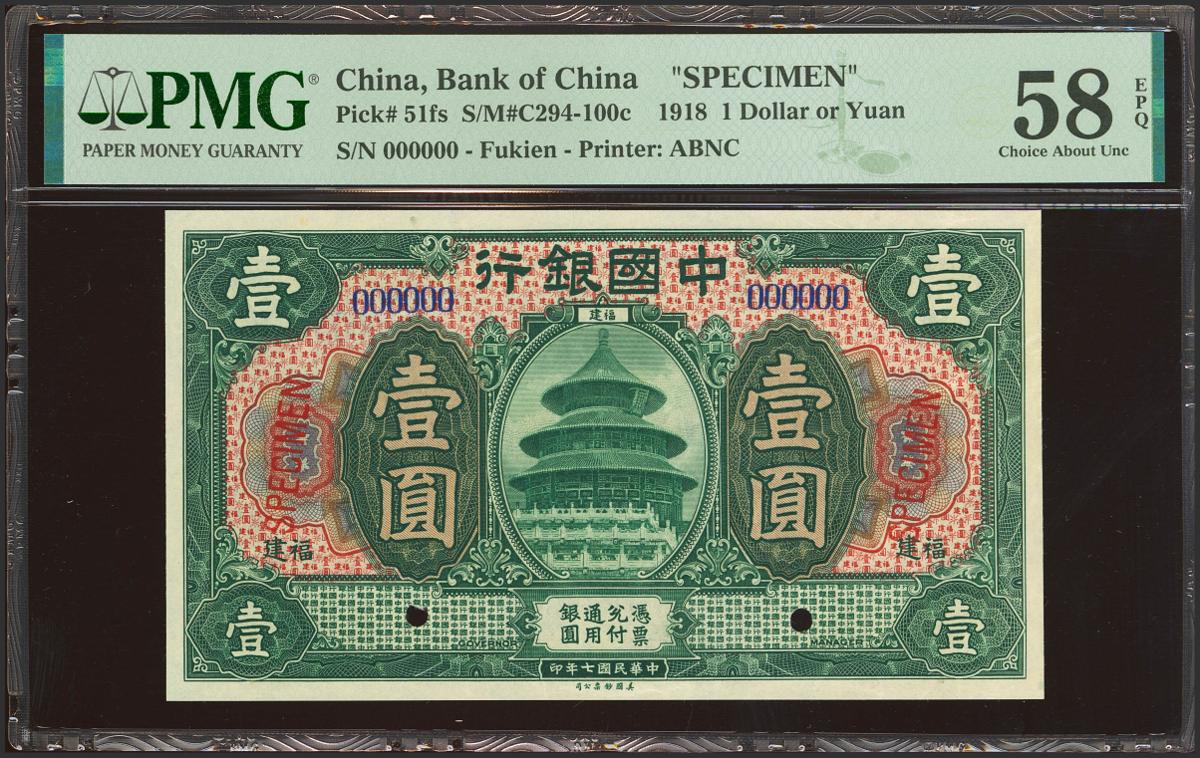 PMG®
PAPER MONEY GUARANTY
China, Bank of China "SPECIMEN"
Pick# 51fs S/M#C294-100c 1918 1 Dollar or Yuan
S/N 000000 - Fukien - Printer: ABNC
58
EPQ
Choice About Unc
壹
中國銀行
壹
000000
000000
福建
壹圓
壹圓
SPECIMEN
SPECIMEN
福建
福建
壹
憑票
兌付
通用
銀圓
壹
GOVERNOR
MANAGER
中華民國七年印
美國鈔票公司